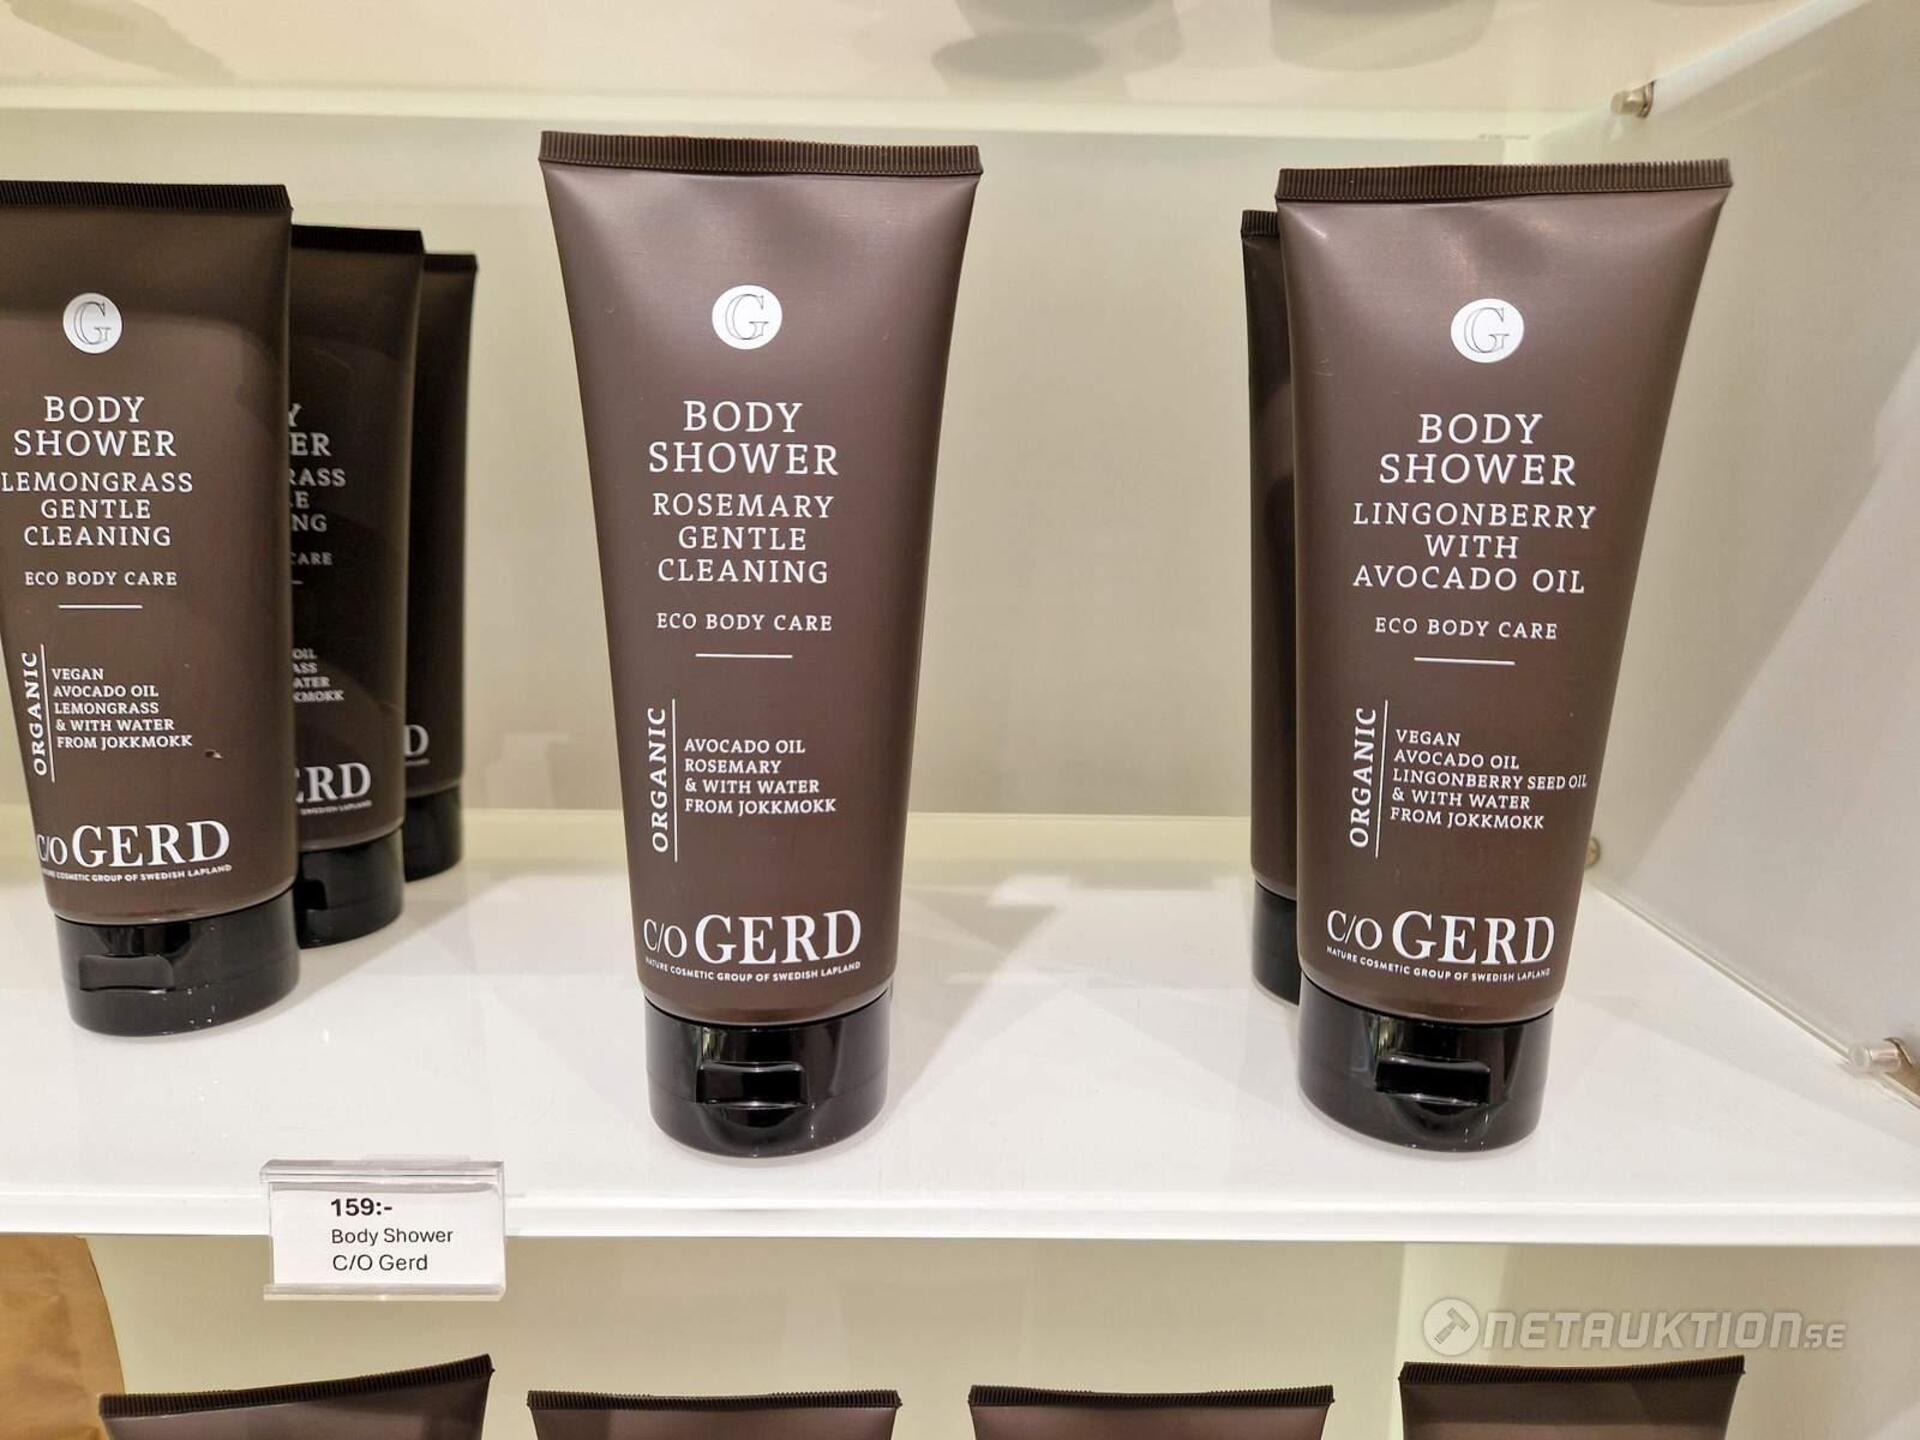 G
BODY
SHOWER
LEMONGRASS
GENTLE
CLEANING
ECO BODY CARE
ORGANIC
VEGAN
AVOCADO OIL
LEMONGRASS
& WITH WATER
FROM JOKKMOKK
C/O GERD
COSMETIC GROUP OF SWEDISH LAPLAND
G
BODY
SHOWER
ROSEMARY
GENTLE
CLEANING
ECO BODY CARE
ORGANIC
AVOCADO OIL
ROSEMARY
& WITH WATER
FROM JOKKMOKK
C/O GERD
NATURE COSMETIC GROUP OF SWEDISH LAPLAND
G
BODY
SHOWER
LINGONBERRY
WITH
AVOCADO OIL
ECO BODY CARE
ORGANIC
VEGAN
AVOCADO OIL
LINGONBERRY SEED OIL
& WITH WATER
FROM JOKKMOKK
C/O GERD
NATURE COSMETIC GROUP OF SWEDISH LAPLAND
159:-
Body Shower
C/O Gerd
NETAUKTION.SE